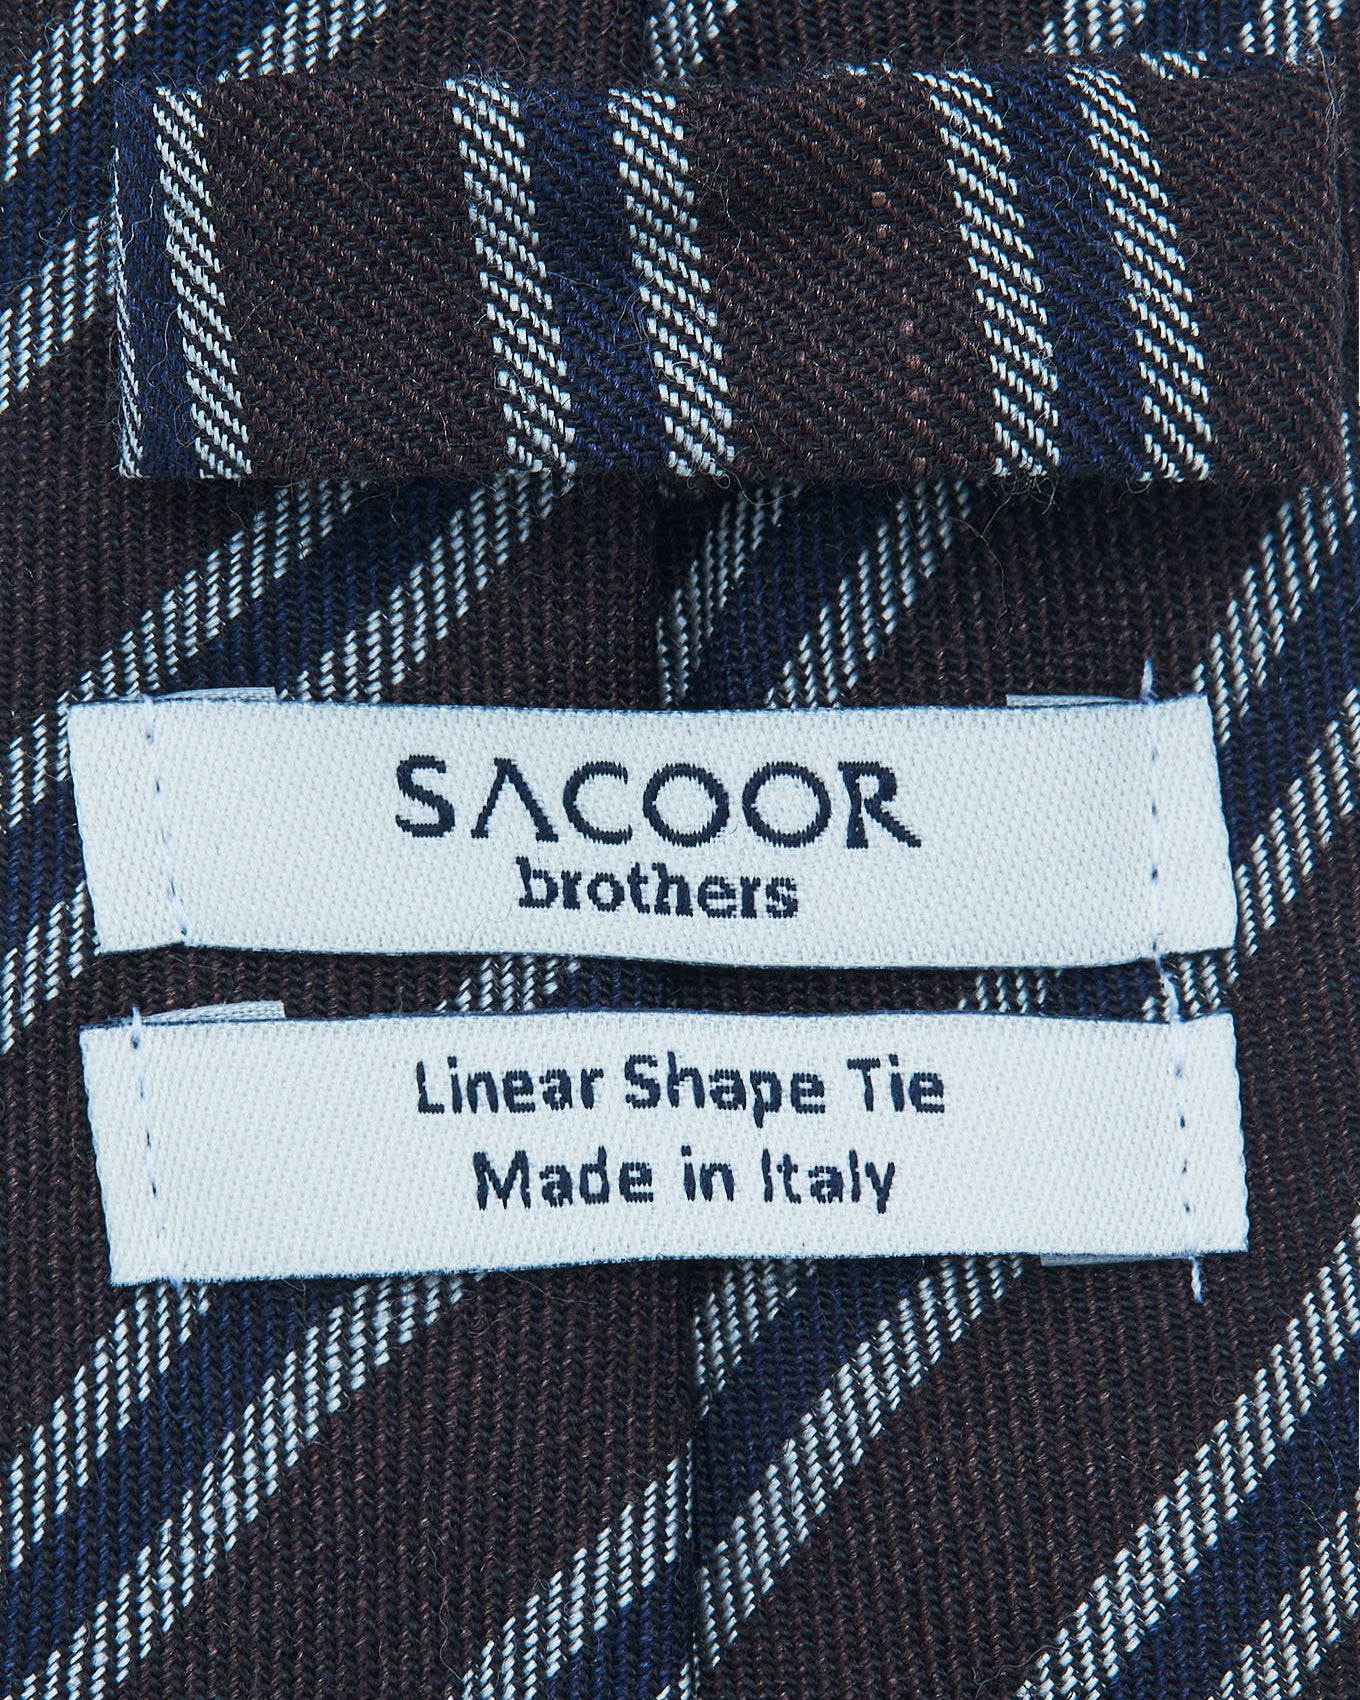 SACOOR
brothers
Linear Shape Tie
Made in Italy